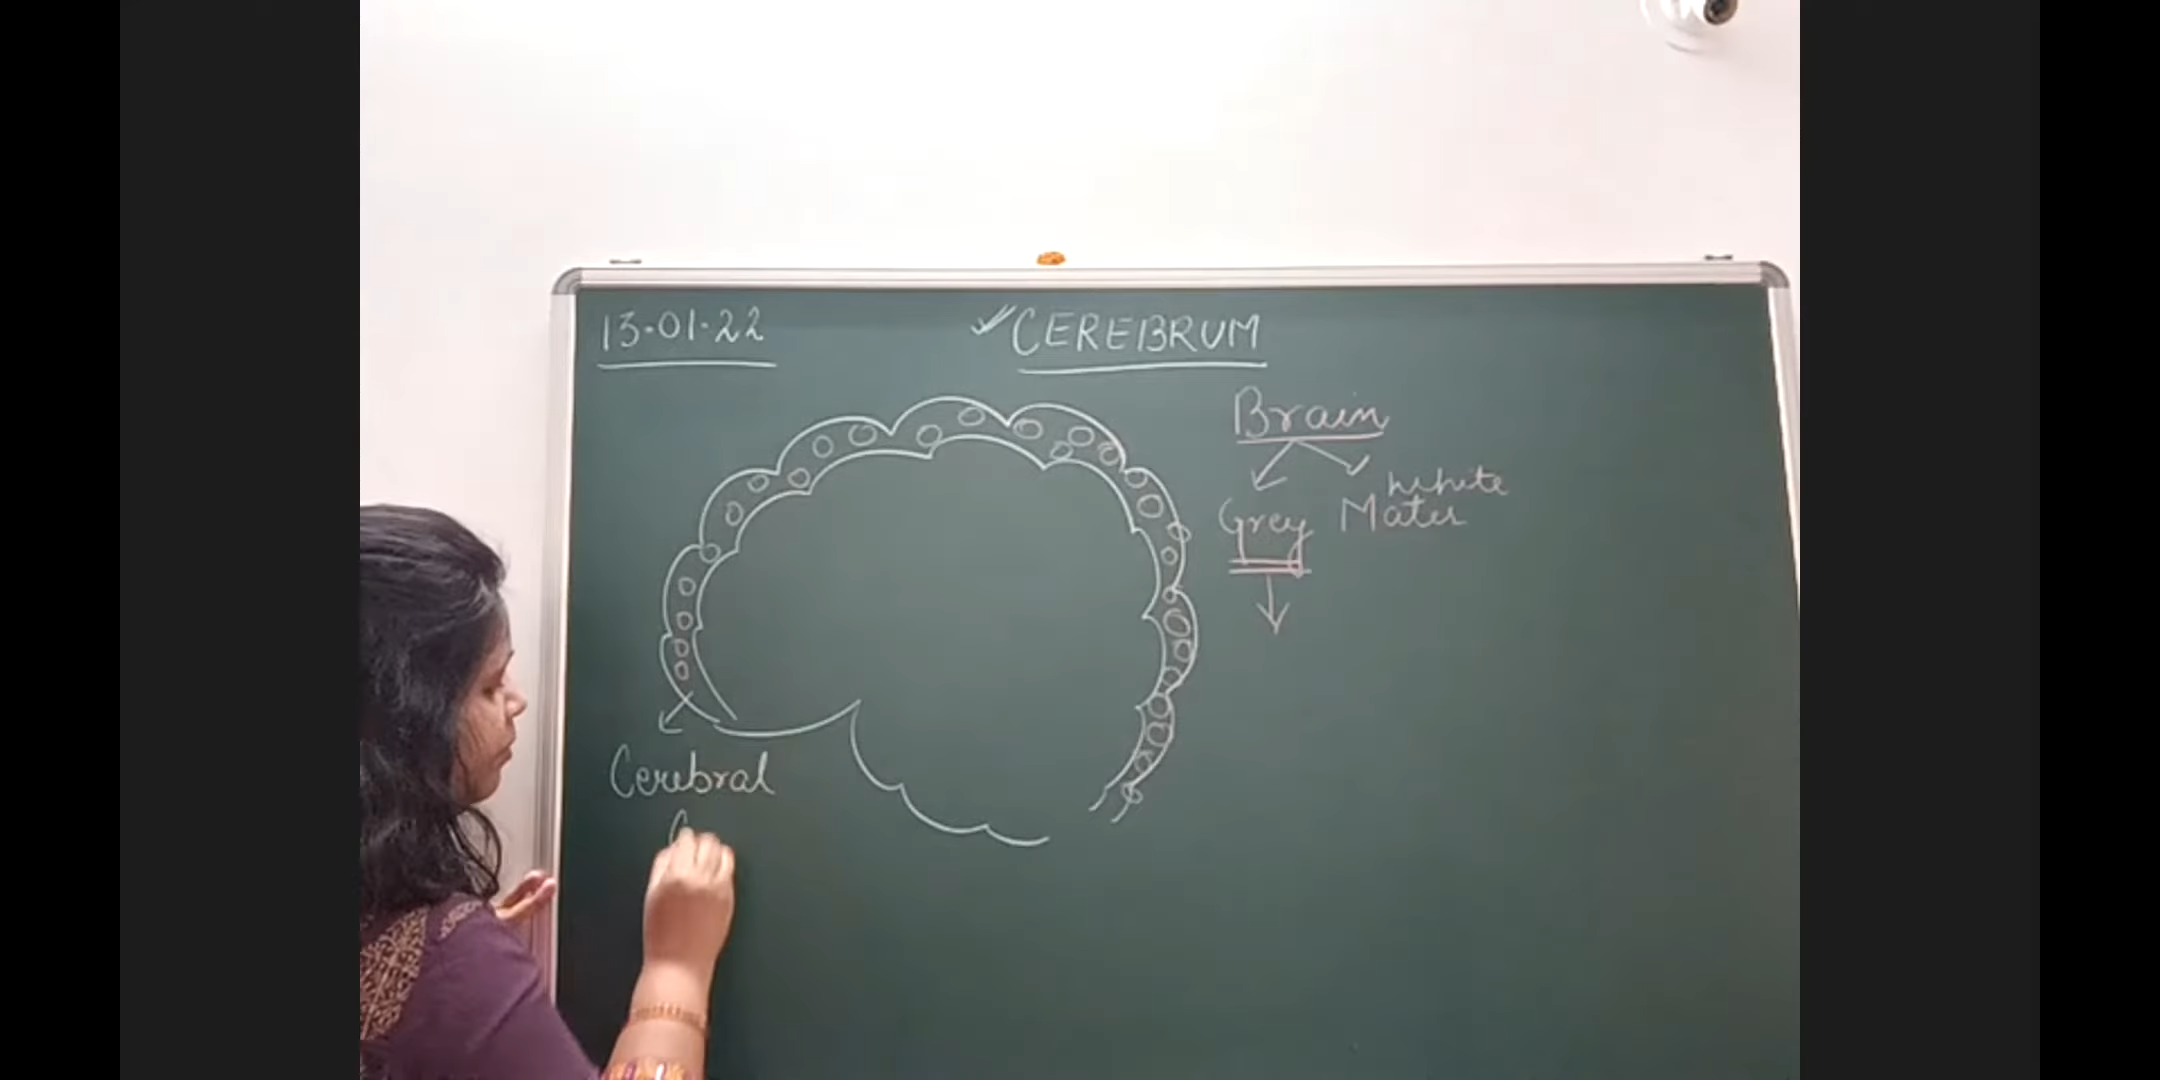 13-01-22
CEREBRUM
Brain
White
Grey Mater
Cerebral
C